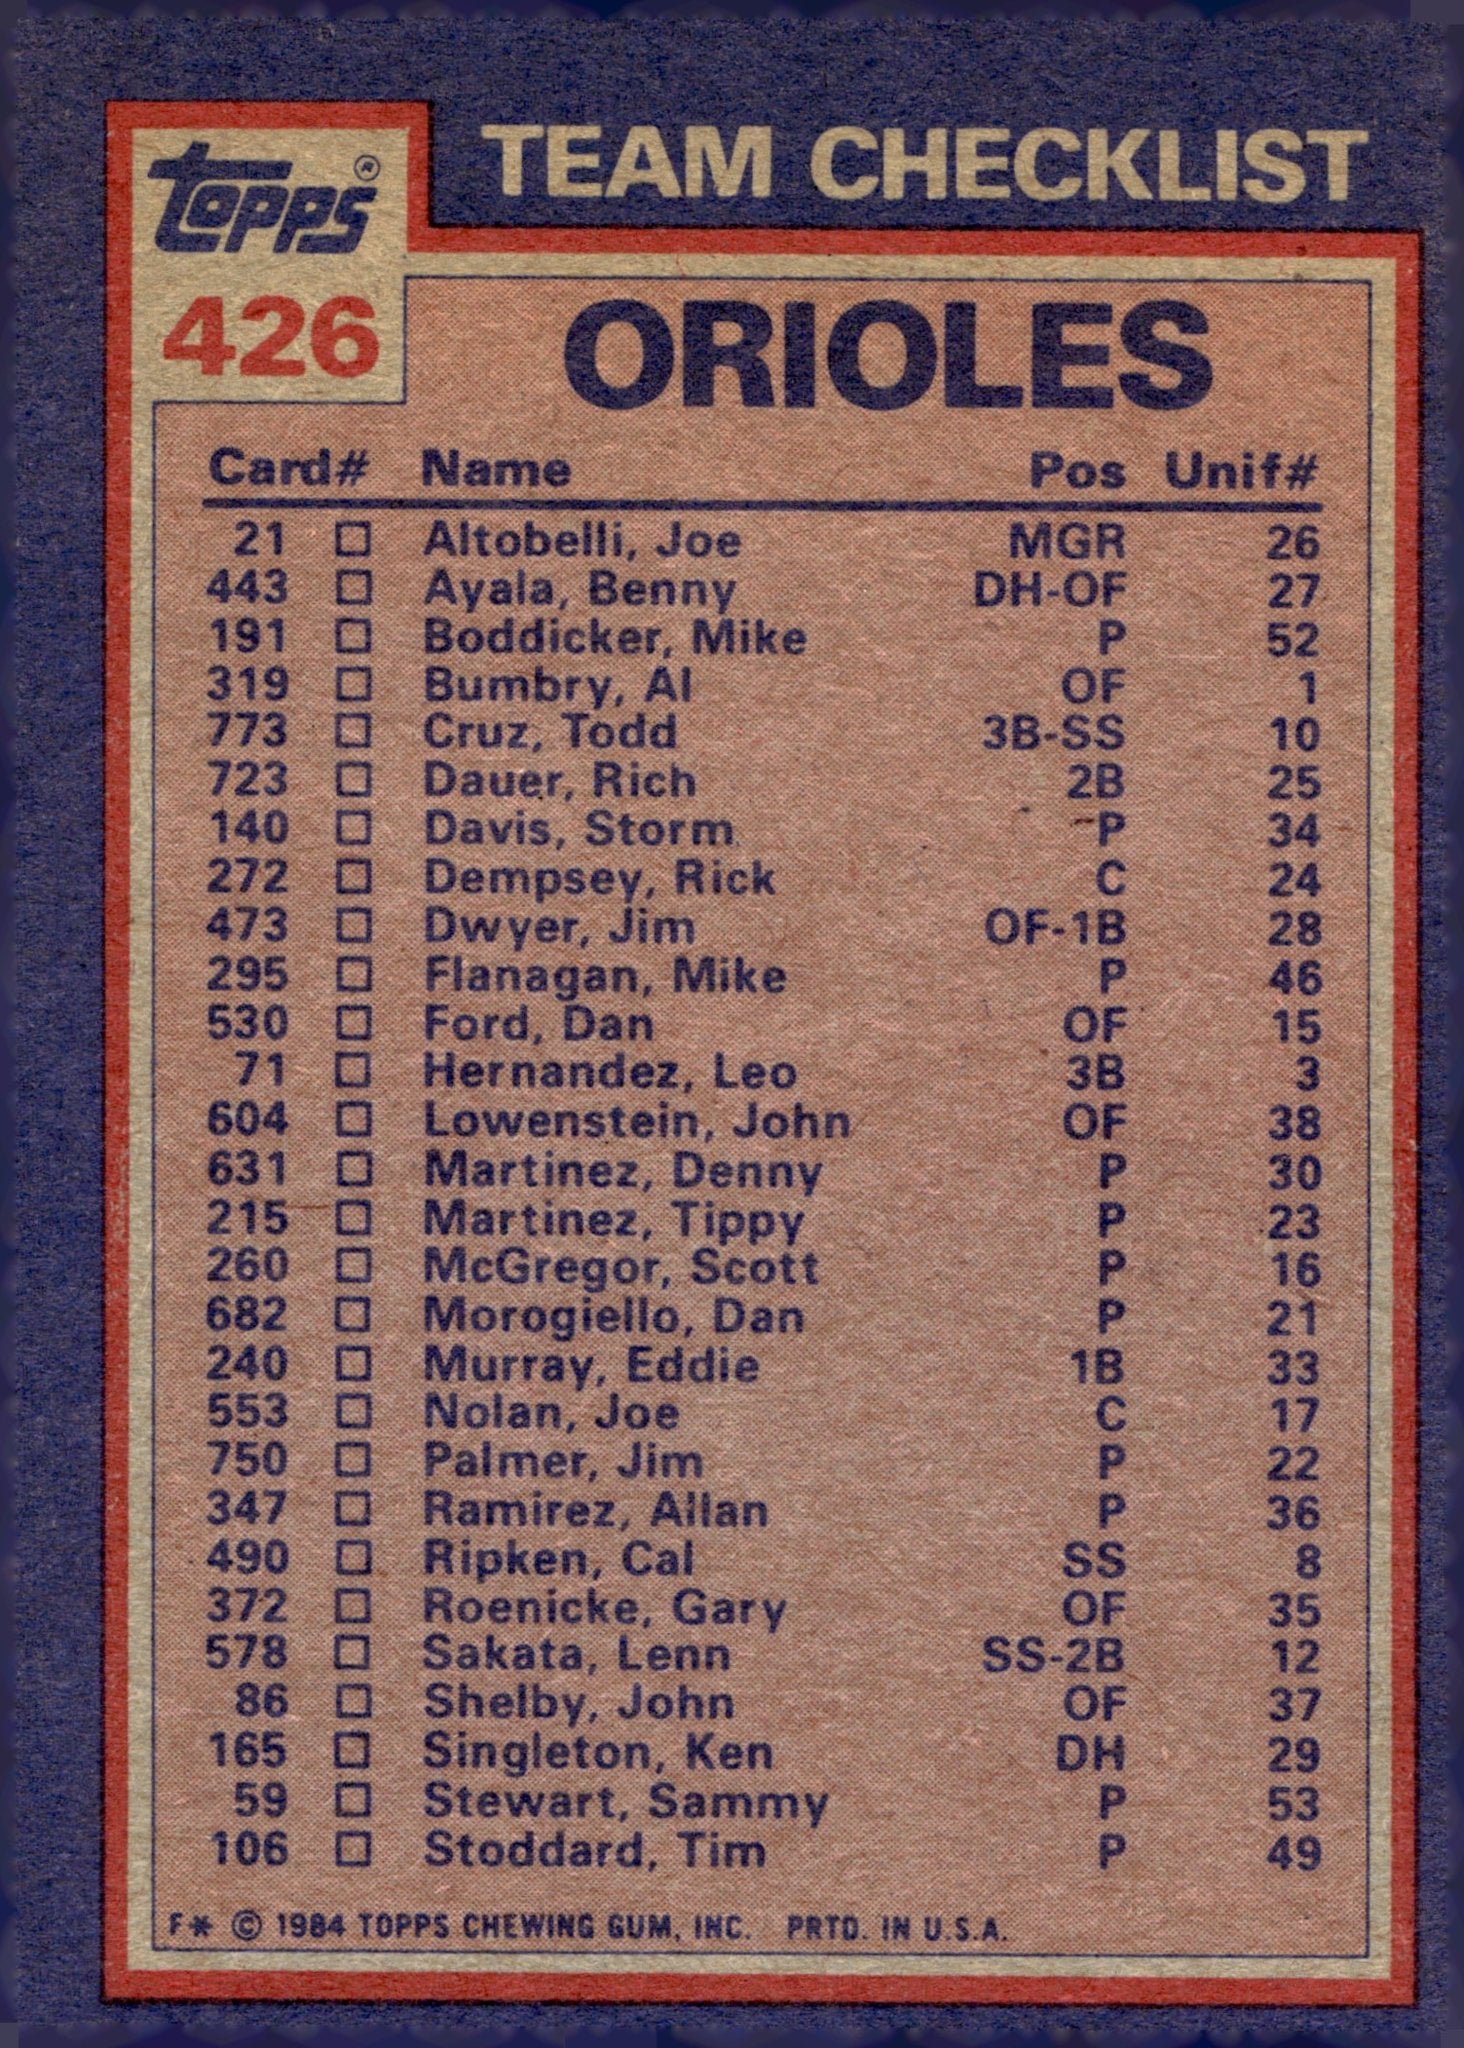 TOPPS®
TEAM CHECKLIST
426
ORIOLES
Card# Name Pos Unif#
21 □ Altobelli, Joe MGR 26
443 □ Ayala, Benny DH-OF 27
191 □ Boddicker, Mike P 52
319 □ Bumbry, Al OF 1
773 □ Cruz, Todd 3B-SS 10
723 □ Dauer, Rich 2B 25
140 □ Davis, Storm P 34
272 □ Dempsey, Rick C 24
473 □ Dwyer, Jim OF-1B 28
295 □ Flanagan, Mike P 46
530 □ Ford, Dan OF 15
71 □ Hernandez, Leo 3B 3
604 □ Lowenstein, John OF 38
631 □ Martinez, Denny P 30
215 □ Martinez, Tippy P 23
260 □ McGregor, Scott P 16
682 □ Morogiello, Dan P 21
240 □ Murray, Eddie 1B 33
553 □ Nolan, Joe C 17
750 □ Palmer, Jim P 22
347 □ Ramirez, Allan P 36
490 □ Ripken, Cal SS 8
372 □ Roenicke, Gary OF 35
578 □ Sakata, Lenn SS-2B 12
86 □ Shelby, John OF 37
165 □ Singleton, Ken DH 29
59 □ Stewart, Sammy P 53
106 □ Stoddard, Tim P 49
F* © 1984 TOPPS CHEWING GUM, INC. PRTD. IN U.S.A.